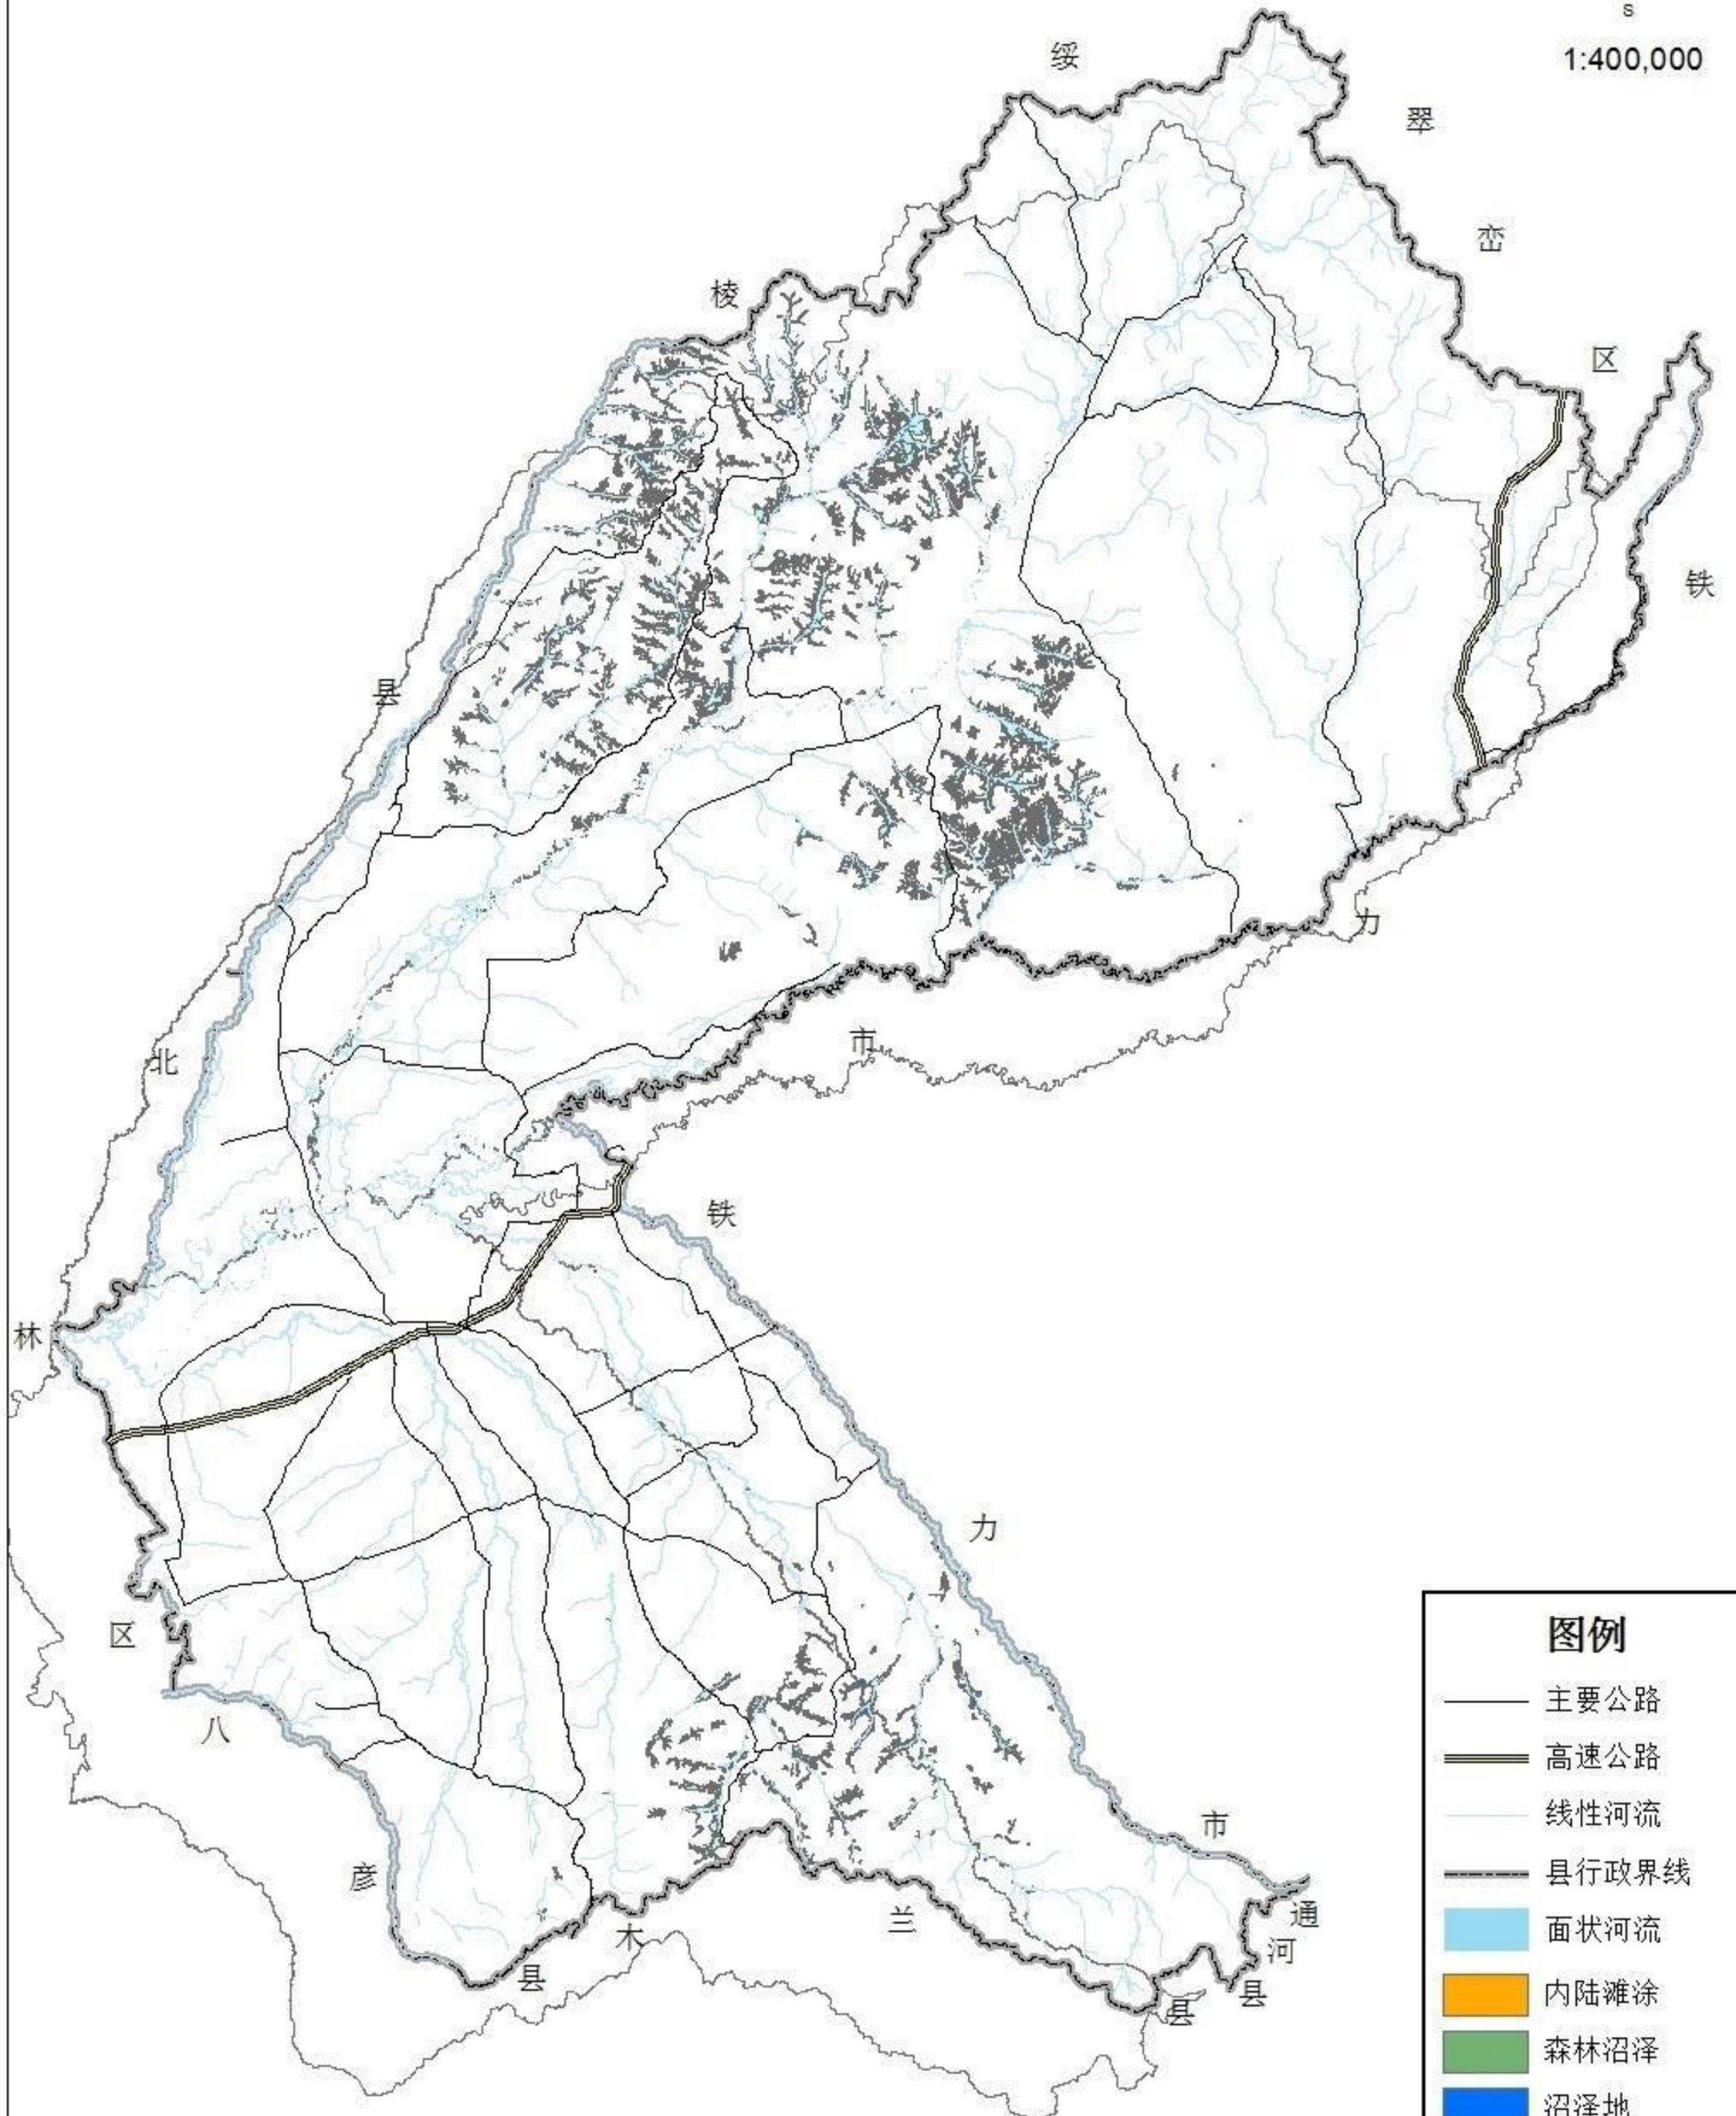 s
1:400,000
绥
翠
峦
棱
区
铁
县
力
市
北
铁
林
力
区
八
市
彦
兰
通
木
河
县
县
县
图例
主要公路
高速公路
线性河流
县行政界线
面状河流
内陆滩涂
森林沼泽
沼泽地